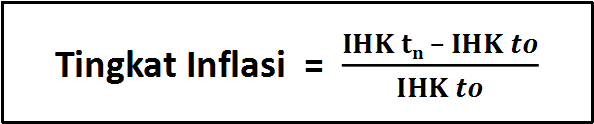 Tingkat Inflasi = IHK tₙ – IHK to
IHK to